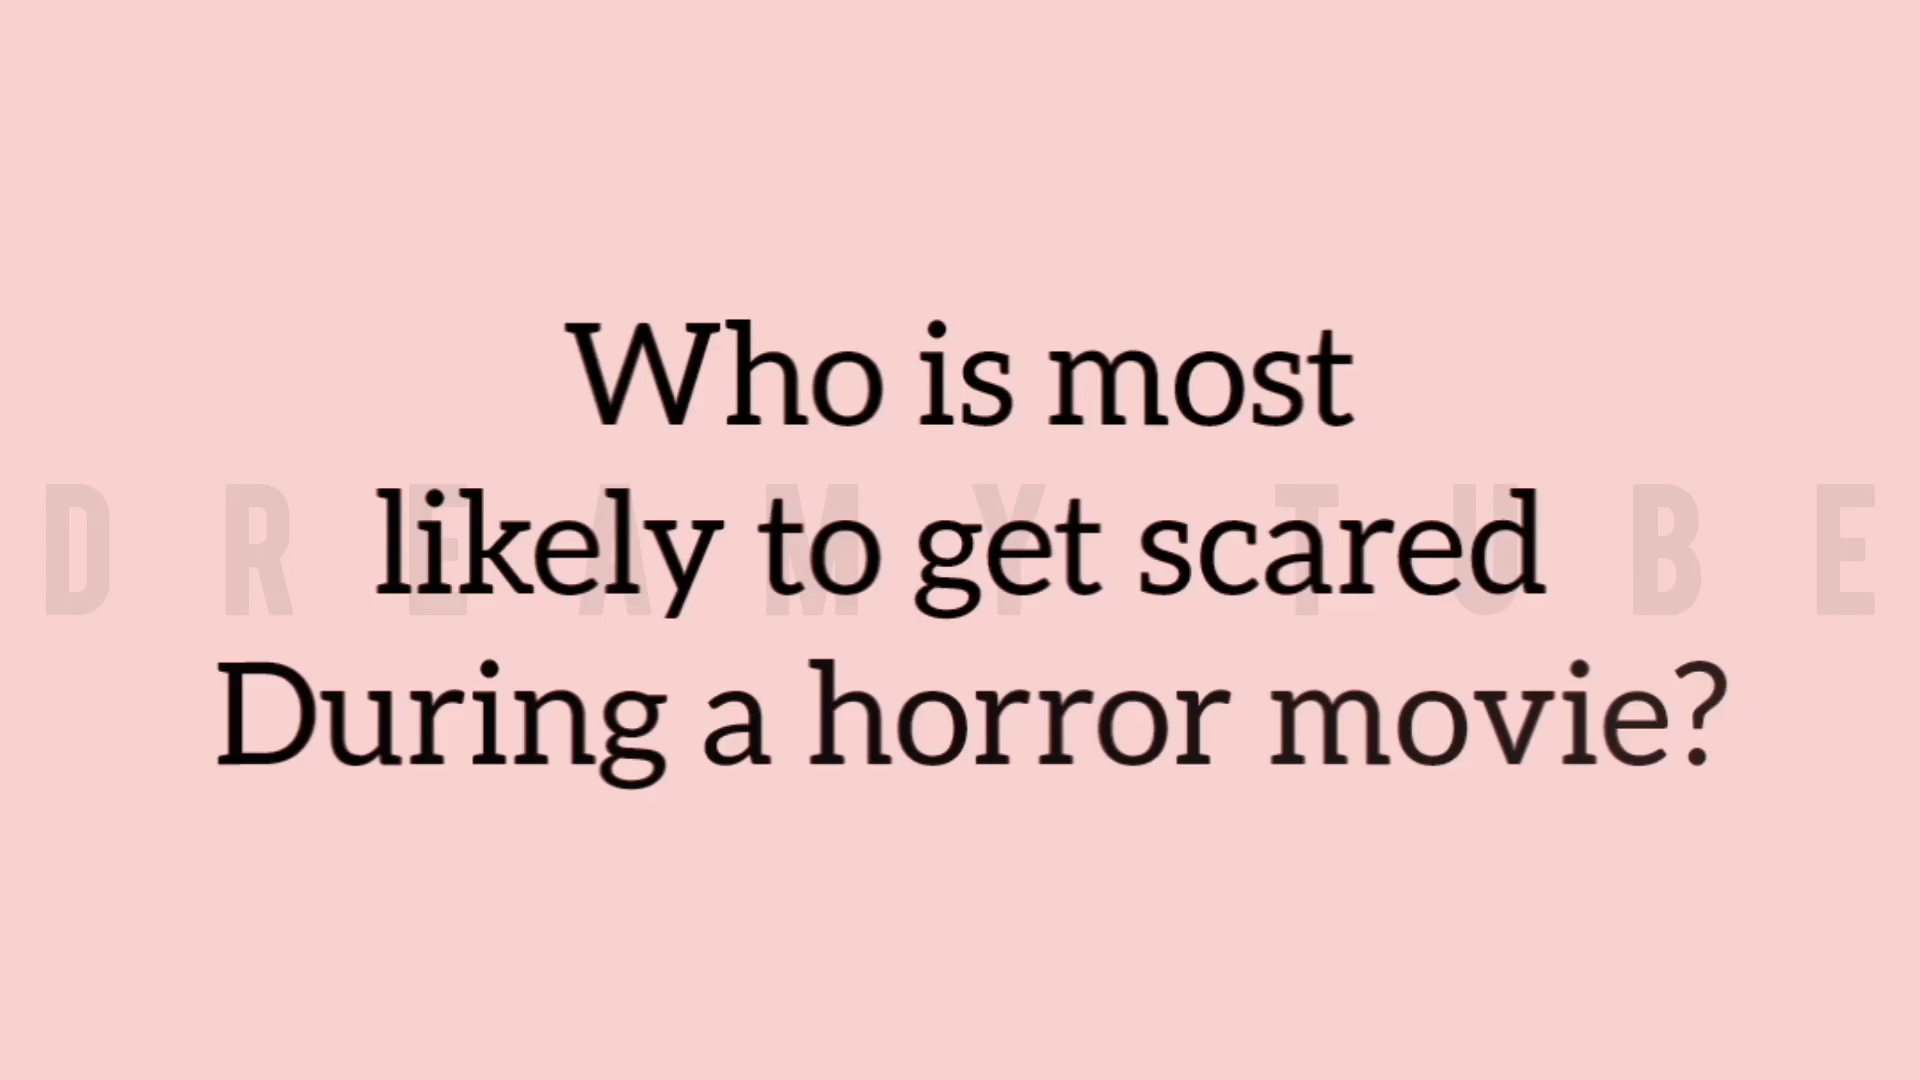 Who is most
likely to get scared
During a horror movie?
DREAMYTUBE